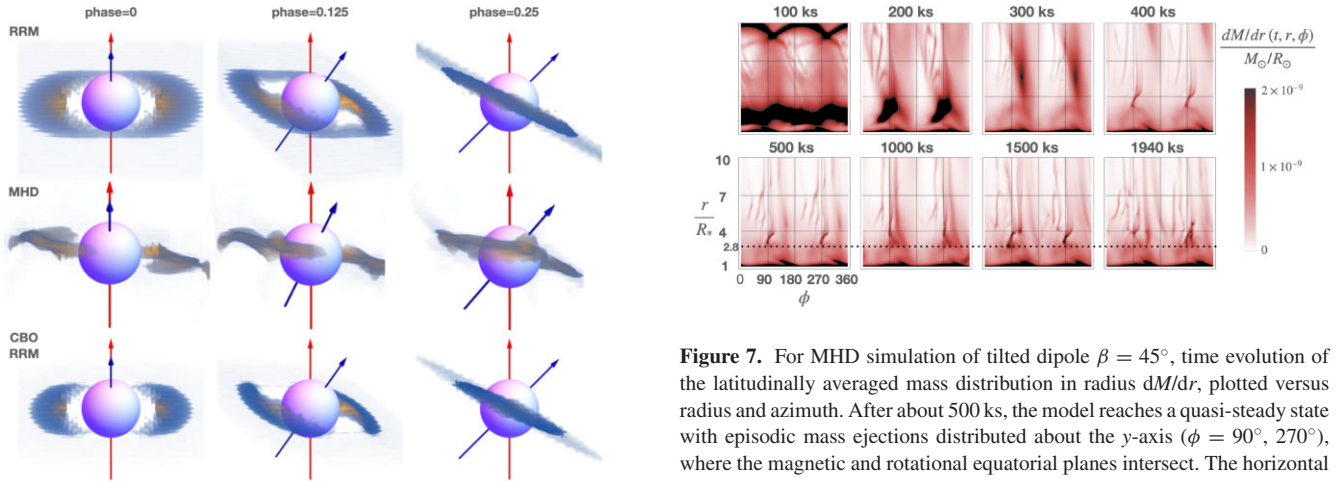 phase=0
phase=0.125
phase=0.25
RRM
MHD
CBO
RRM
100 ks
200 ks
300 ks
400 ks
dM/dr (t, r, ϕ)
M⊙/R⊙
2×10⁻⁹
1×10⁻⁹
0
500 ks
1000 ks
1500 ks
1940 ks
10
7
r
R*
4
2.8
1
0 90 180 270 360
ϕ
Figure 7. For MHD simulation of tilted dipole β = 45°, time evolution of
the latitudinally averaged mass distribution in radius dM/dr, plotted versus
radius and azimuth. After about 500 ks, the model reaches a quasi-steady state
with episodic mass ejections distributed about the y-axis (ϕ = 90°, 270°),
where the magnetic and rotational equatorial planes intersect. The horizontal